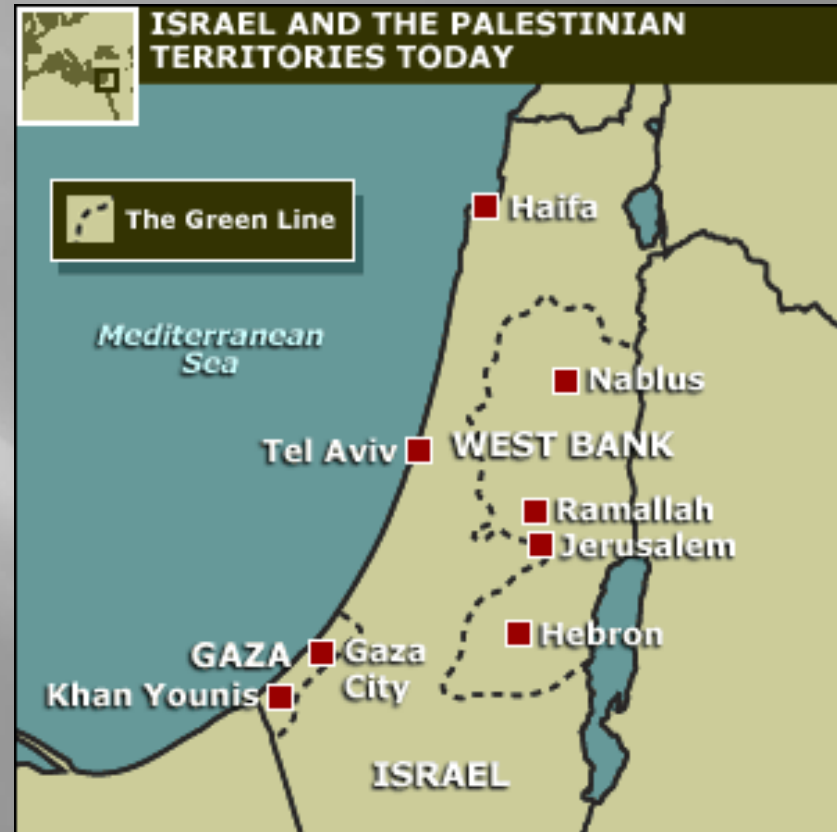 ISRAEL AND THE PALESTINIAN
TERRITORIES TODAY
The Green Line
Haifa
Mediterranean
Sea
Nablus
Tel Aviv
WEST BANK
Ramallah
Jerusalem
Hebron
GAZA
Gaza
City
Khan Younis
ISRAEL